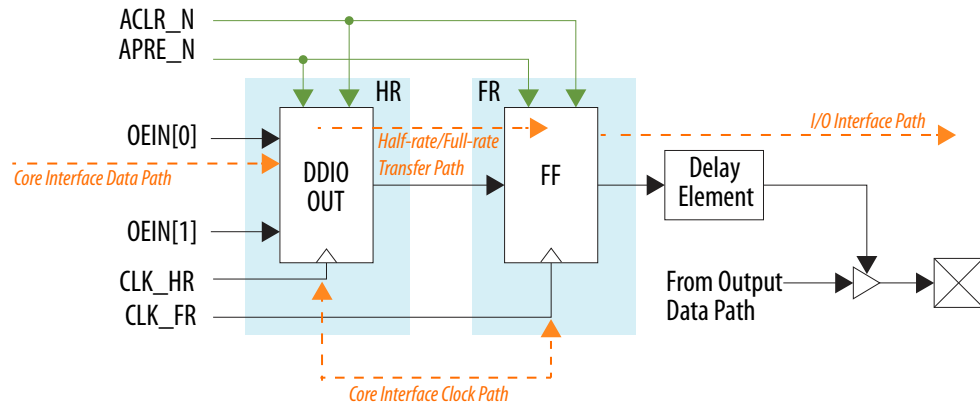 ACLR_N
APRE_N
HR
FR
OEIN[0]
Half-rate/Full-rate
Transfer Path
I/O Interface Path
Core Interface Data Path
DDIO
OUT
FF
Delay
Element
OEIN[1]
CLK_HR
CLK_FR
From Output
Data Path
Core Interface Clock Path